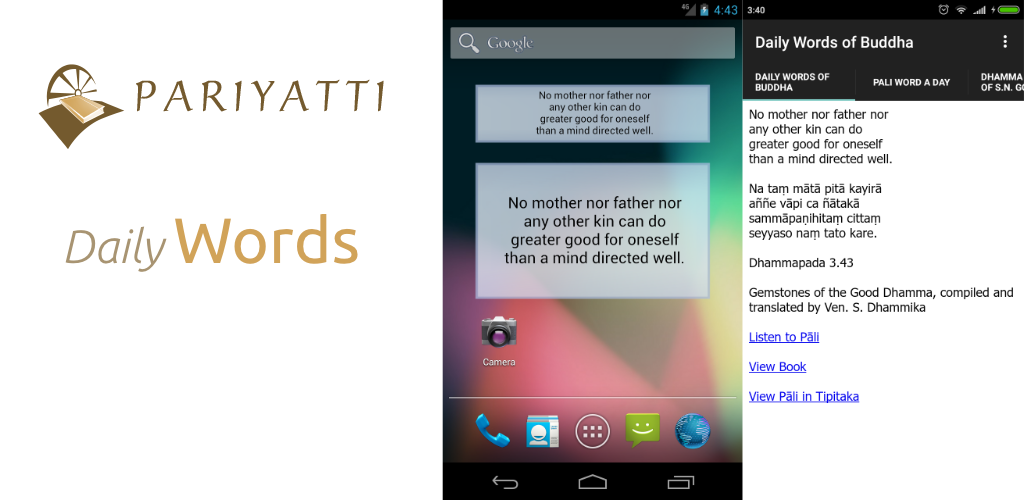 PARIYATTI
Daily Words
4G 4:43
Google
No mother nor father nor
any other kin can do
greater good for oneself
than a mind directed well.
No mother nor father nor
any other kin can do
greater good for oneself
than a mind directed well.
Camera
3:40
Daily Words of Buddha
DAILY WORDS OF
BUDDHA
PALI WORD A DAY
DHAMMA
OF S.N. GO
No mother nor father nor
any other kin can do
greater good for oneself
than a mind directed well.
Na taṃ mātā pitā kayirā
aññe vāpi ca ñātakā
sammāpaṇihitaṃ cittaṃ
seyyaso naṃ tato kare.
Dhammapada 3.43
Gemstones of the Good Dhamma, compiled and
translated by Ven. S. Dhammika
Listen to Pāli
View Book
View Pāli in Tipitaka